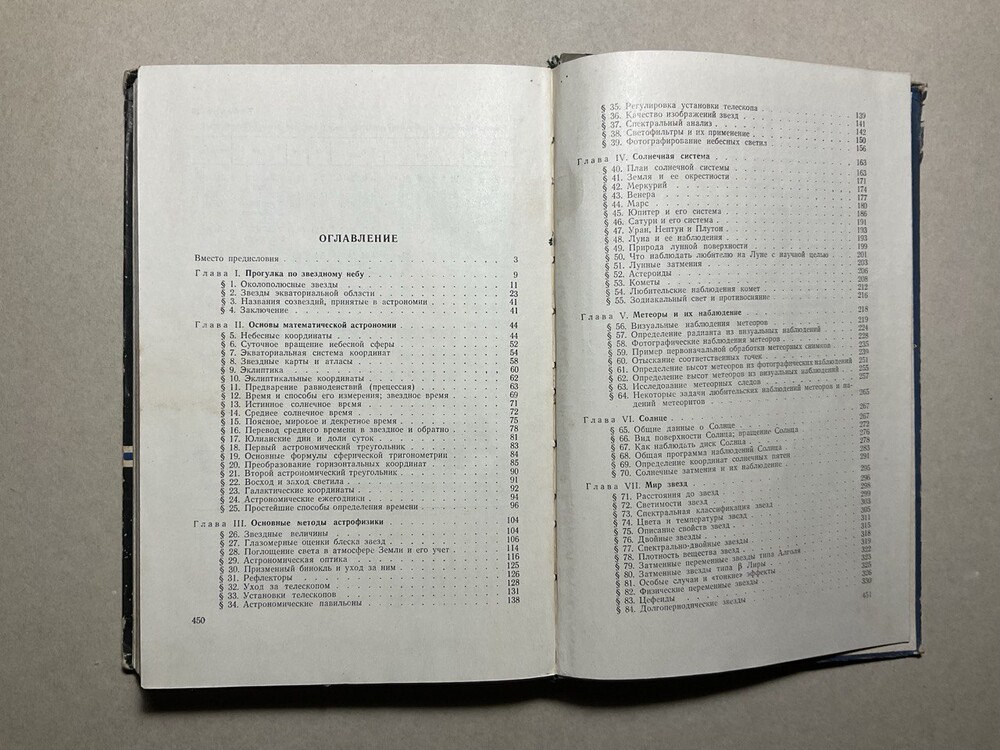 ОГЛАВЛЕНИЕ
Вместо предисловия 3
Глава I. Прогулка по звездному небу 9
§ 1. Околополюсные звезды 11
§ 2. Звезды экваториальной области 23
§ 3. Названия созвездий, принятые в астрономии 41
§ 4. Заключение 41
Глава II. Основы математической астрономии 44
§ 5. Небесные координаты 44
§ 6. Суточное вращение небесной сферы 52
§ 7. Экваториальная система координат 54
§ 8. Звездные карты и атласы 58
§ 9. Эклиптика 60
§ 10. Эклиптикальные координаты 62
§ 11. Предварение равноденствий (прецессия) 63
§ 12. Время и способы его измерения; звездное время 69
§ 13. Истинное солнечное время 71
§ 14. Среднее солнечное время 72
§ 15. Поясное, мировое и декретное время 75
§ 16. Перевод среднего времени в звездное и обратно 78
§ 17. Юлианские дни и доли суток 81
§ 18. Первый астрономический треугольник 83
§ 19. Основные формулы сферической тригонометрии 84
§ 20. Преобразование горизонтальных координат 85
§ 21. Второй астрономический треугольник 90
§ 22. Восход и заход светила 91
§ 23. Галактические координаты 92
§ 24. Астрономические ежегодники 94
§ 25. Простейшие способы определения времени 96
Глава III. Основные методы астрофизики 104
§ 26. Звездные величины 104
§ 27. Глазомерные оценки блеска звезд 106
§ 28. Поглощение света в атмосфере Земли и его учет 114
§ 29. Астрономическая оптика 116
§ 30. Призменный бинокль и уход за ним 125
§ 31. Рефлекторы 126
§ 32. Уход за телескопом 128
§ 33. Установки телескопов 131
§ 34. Астрономические павильоны 138
450
§ 35. Регулировка установки телескопа 139
§ 36. Качество изображений звезд 141
§ 37. Спектральный анализ 142
§ 38. Светофильтры и их применение 150
§ 39. Фотографирование небесных светил 156
Глава IV. Солнечная система 163
§ 40. План солнечной системы 163
§ 41. Земля и ее окрестности 171
§ 42. Меркурий 174
§ 43. Венера 177
§ 44. Марс 180
§ 45. Юпитер и его система 186
§ 46. Сатурн и его система 191
§ 47. Уран, Нептун и Плутон 193
§ 48. Луна и ее наблюдения 193
§ 49. Природа лунной поверхности 199
§ 50. Что наблюдать любителю на Луне с научной целью 201
§ 51. Лунные затмения 203
§ 52. Астероиды 206
§ 53. Кометы 208
§ 54. Любительские наблюдения комет 212
§ 55. Зодиакальный свет и противосияние 216
Глава V. Метеоры и их наблюдение 218
§ 56. Визуальные наблюдения метеоров 219
§ 57. Определение радианта из визуальных наблюдений 224
§ 58. Фотографические наблюдения метеоров 228
§ 59. Пример первоначальной обработки метеорных снимков 235
§ 60. Отыскание соответственных точек 239
§ 61. Определение высот метеоров из фотографических наблюдений 251
§ 62. Определение высот метеоров из визуальных наблюдений 255
§ 63. Исследование метеорных следов 257
§ 64. Некоторые задачи любительских наблюдений метеоров и на-
дений метеоритов 265
Глава VI. Солнце 267
§ 65. Общие данные о Солнце 267
§ 66. Вид поверхности Солнца; вращение Солнца 272
§ 67. Как наблюдать диск Солнца 276
§ 68. Общая программа наблюдений Солнца 278
§ 69. Определение координат солнечных пятен 283
§ 70. Солнечные затмения и их наблюдение 291
Глава VII. Мир звезд 295
§ 71. Расстояния до звезд 296
§ 72. Светимости звезд 298
§ 73. Спектральная классификация звезд 299
§ 74. Цвета и температуры звезд
§ 75. Описание свойств звезд 305
§ 76. Двойные звезды 311
§ 77. Спектрально-двойные звезды 315
§ 78. Плотность вещества звезд 318
§ 79. Затменные переменные звезды типа Алголя 319
§ 80. Затменные звезды типа β Лиры 322
§ 81. Особые случаи и «тонкие» эффекты 323
§ 82. Физические переменные звезды 325
§ 83. Цефеиды 326
§ 84. Долгопериодические звезды 330
451